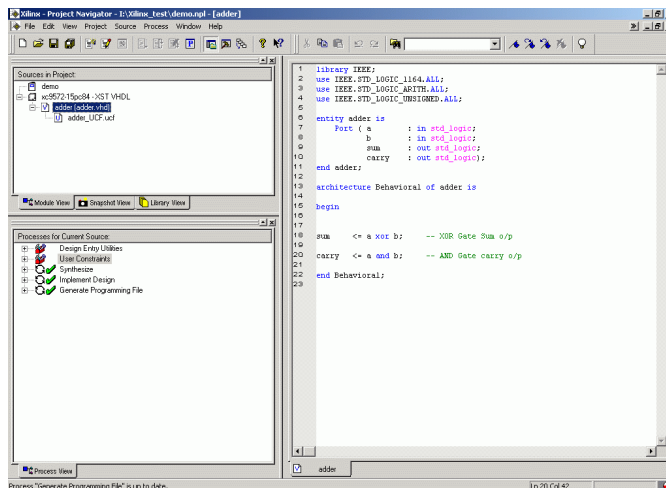 Xilinx - Project Navigator - I:\Xilinx_test\demo.npl - [adder]
File Edit View Project Source Process Window Help
Sources in Project:
demo
xc9572-15pc84 - XST VHDL
adder (adder.vhd)
adder_UCF.ucf
Module View Snapshot View Library View
Processes for Current Source:
Design Entry Utilities
User Constraints
Synthesize
Implement Design
Generate Programming File
Process View
1 library IEEE;
2 use IEEE.STD_LOGIC_1164.ALL;
3 use IEEE.STD_LOGIC_ARITH.ALL;
4 use IEEE.STD_LOGIC_UNSIGNED.ALL;
5
6 entity adder is
7 Port ( a : in std_logic;
8 b : in std_logic;
9 sum : out std_logic;
10 carry : out std_logic);
11 end adder;
12
13 architecture Behavioral of adder is
14
15 begin
16
17
18 sum <= a xor b; -- XOR Gate Sum o/p
19
20 carry <= a and b; -- AND Gate carry o/p
21
22 end Behavioral;
23
adder
Process "Generate Programming File" is up to date.
Ln 20 Col 42